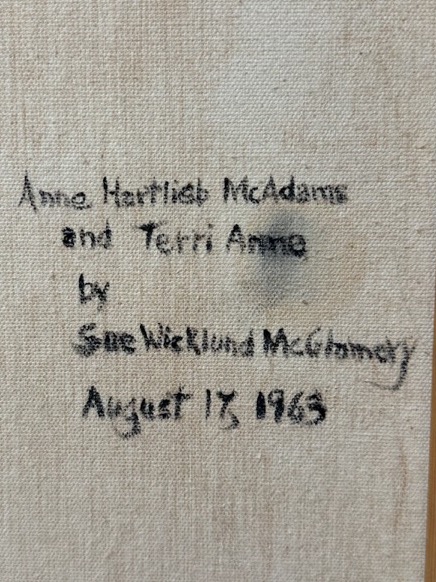 Anne Hartlieb McAdams
and Terri Anne
by
Sue Wicklund McGlamery
August 17, 1963